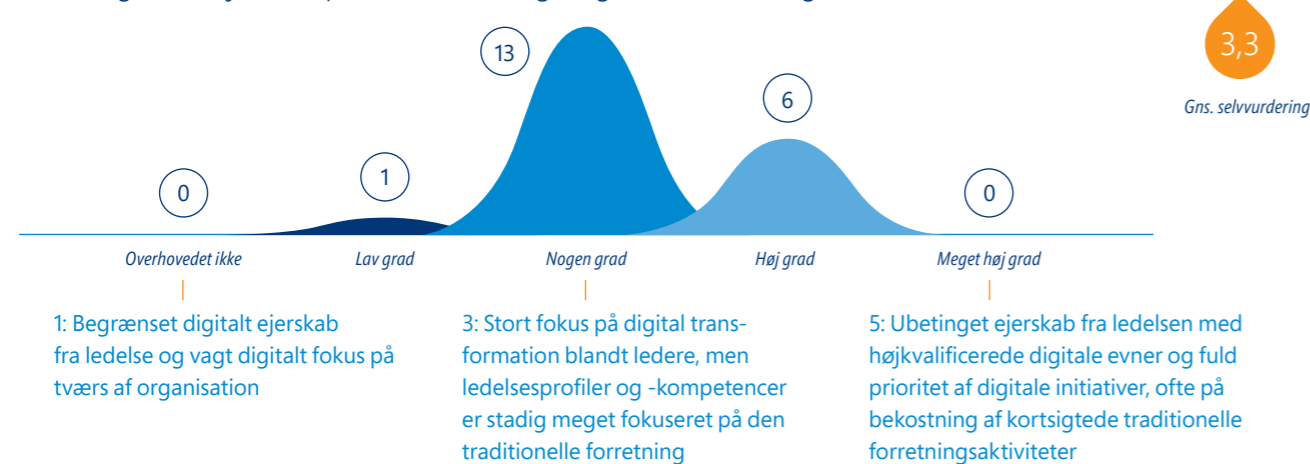 13
3,3
6
Gns. selvvurdering
0
1
0
Overhovedet ikke
Lav grad
Nogen grad
Høj grad
Meget høj grad
1: Begrænset digitalt ejerskab
fra ledelse og vagt digitalt fokus på
tværs af organisation
3: Stort fokus på digital trans-
formation blandt ledere, men
ledelsesprofiler og -kompetencer
er stadig meget fokuseret på den
traditionelle forretning
5: Ubetinget ejerskab fra ledelsen med
højkvalificerede digitale evner og fuld
prioritet af digitale initiativer, ofte på
bekostning af kortsigtede traditionelle
forretningsaktiviteter